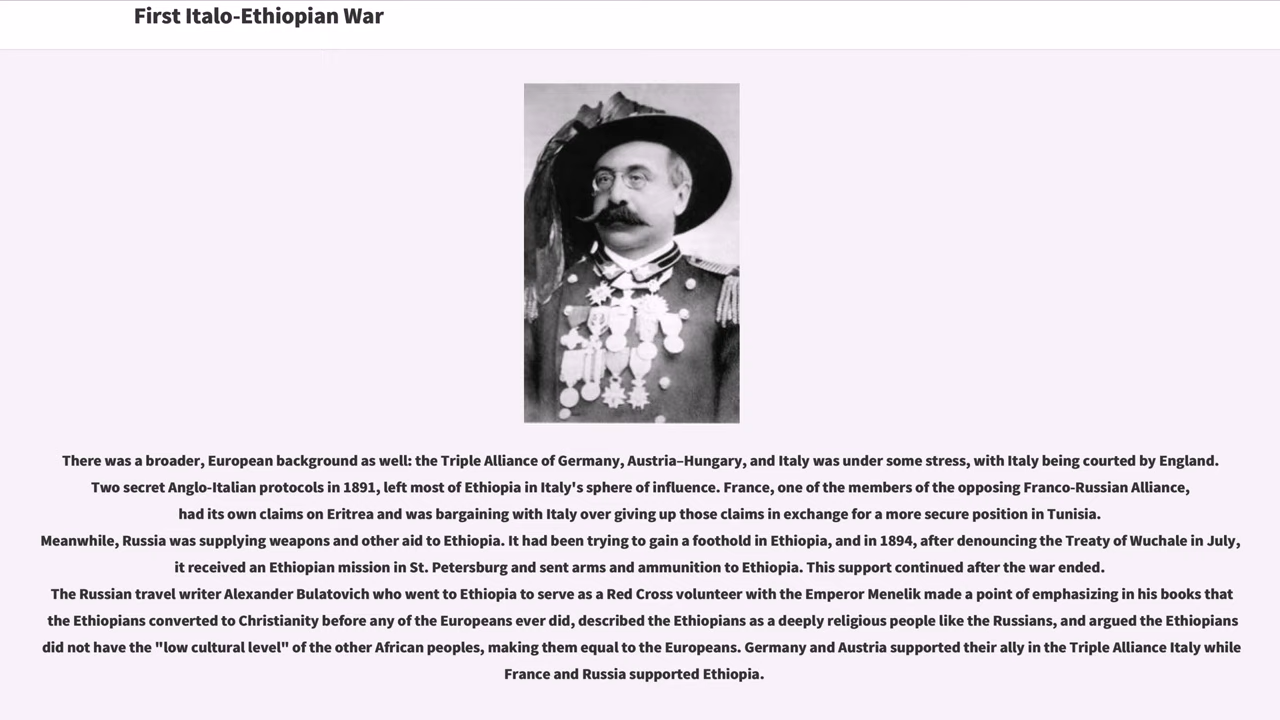 First Italo-Ethiopian War
There was a broader, European background as well: the Triple Alliance of Germany, Austria–Hungary, and Italy was under some stress, with Italy being courted by England.
Two secret Anglo-Italian protocols in 1891, left most of Ethiopia in Italy's sphere of influence. France, one of the members of the opposing Franco-Russian Alliance,
had its own claims on Eritrea and was bargaining with Italy over giving up those claims in exchange for a more secure position in Tunisia.
Meanwhile, Russia was supplying weapons and other aid to Ethiopia. It had been trying to gain a foothold in Ethiopia, and in 1894, after denouncing the Treaty of Wuchale in July,
it received an Ethiopian mission in St. Petersburg and sent arms and ammunition to Ethiopia. This support continued after the war ended.
The Russian travel writer Alexander Bulatovich who went to Ethiopia to serve as a Red Cross volunteer with the Emperor Menelik made a point of emphasizing in his books that
the Ethiopians converted to Christianity before any of the Europeans ever did, described the Ethiopians as a deeply religious people like the Russians, and argued the Ethiopians
did not have the "low cultural level" of the other African peoples, making them equal to the Europeans. Germany and Austria supported their ally in the Triple Alliance Italy while
France and Russia supported Ethiopia.